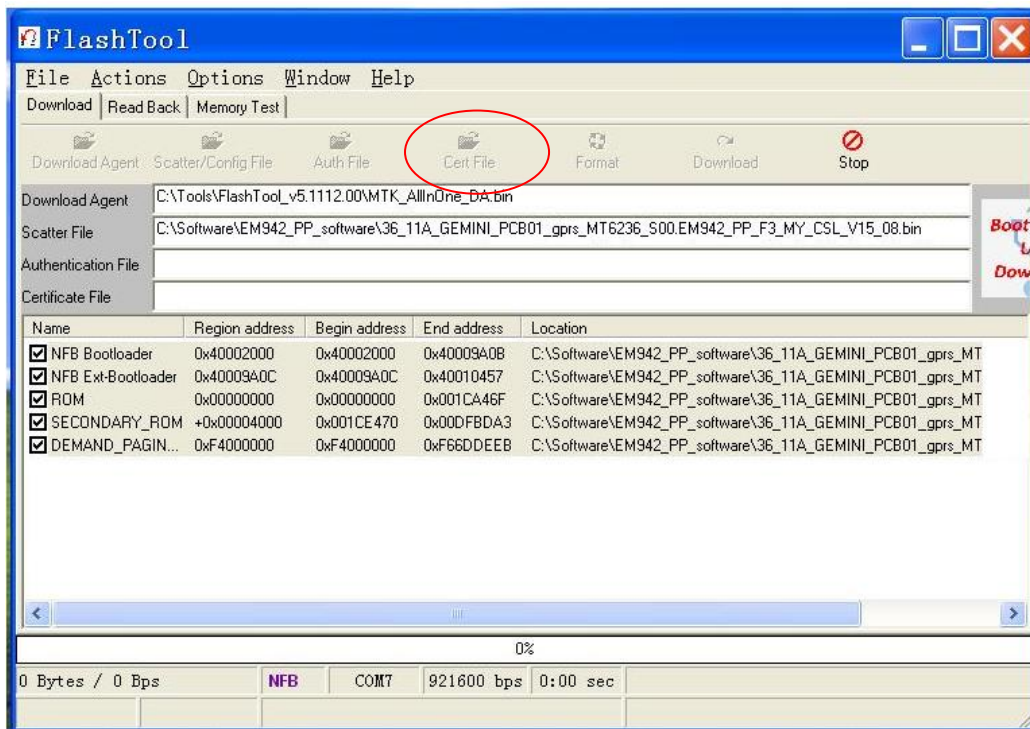 FlashTool
File Actions Options Window Help
Download Read Back Memory Test
Download Agent Scatter/Config File Auth File Cert File Format Download Stop
Download Agent C:\Tools\FlashTool_v5.1112.00\MTK_AllInOne_DA.bin
Scatter File C:\Software\EM942_PP_software\36_11A_GEMINI_PCB01_gprs_MT6236_S00.EM942_PP_F3_MY_CSL_V15_08.bin
Authentication File
Certificate File
Boot
U
Dow
Name Region address Begin address End address Location
NFB Bootloader 0x40002000 0x40002000 0x40009A0B C:\Software\EM942_PP_software\36_11A_GEMINI_PCB01_gprs_MT
NFB Ext-Bootloader 0x40009A0C 0x40009A0C 0x40010457 C:\Software\EM942_PP_software\36_11A_GEMINI_PCB01_gprs_MT
ROM 0x00000000 0x00000000 0x001CA46F C:\Software\EM942_PP_software\36_11A_GEMINI_PCB01_gprs_MT
SECONDARY_ROM +0x00004000 0x001CE470 0x00DFBDA3 C:\Software\EM942_PP_software\36_11A_GEMINI_PCB01_gprs_MT
DEMAND_PAGIN... 0xF4000000 0xF4000000 0xF66DDEEB C:\Software\EM942_PP_software\36_11A_GEMINI_PCB01_gprs_MT
0%
0 Bytes / 0 Bps NFB COM7 921600 bps 0:00 sec